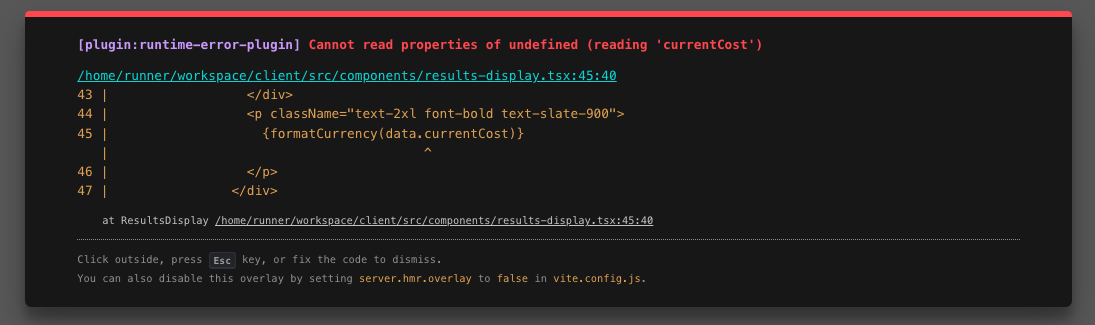 [plugin:runtime-error-plugin] Cannot read properties of undefined (reading 'currentCost')
/home/runner/workspace/client/src/components/results-display.tsx:45:40
43 |                  </div>
44 |                  <p className="text-2xl font-bold text-slate-900">
45 |                    {formatCurrency(data.currentCost)}
   |                                         ^
46 |                  </p>
47 |                </div>
at ResultsDisplay /home/runner/workspace/client/src/components/results-display.tsx:45:40
Click outside, press Esc key, or fix the code to dismiss.
You can also disable this overlay by setting server.hmr.overlay to false in vite.config.js.